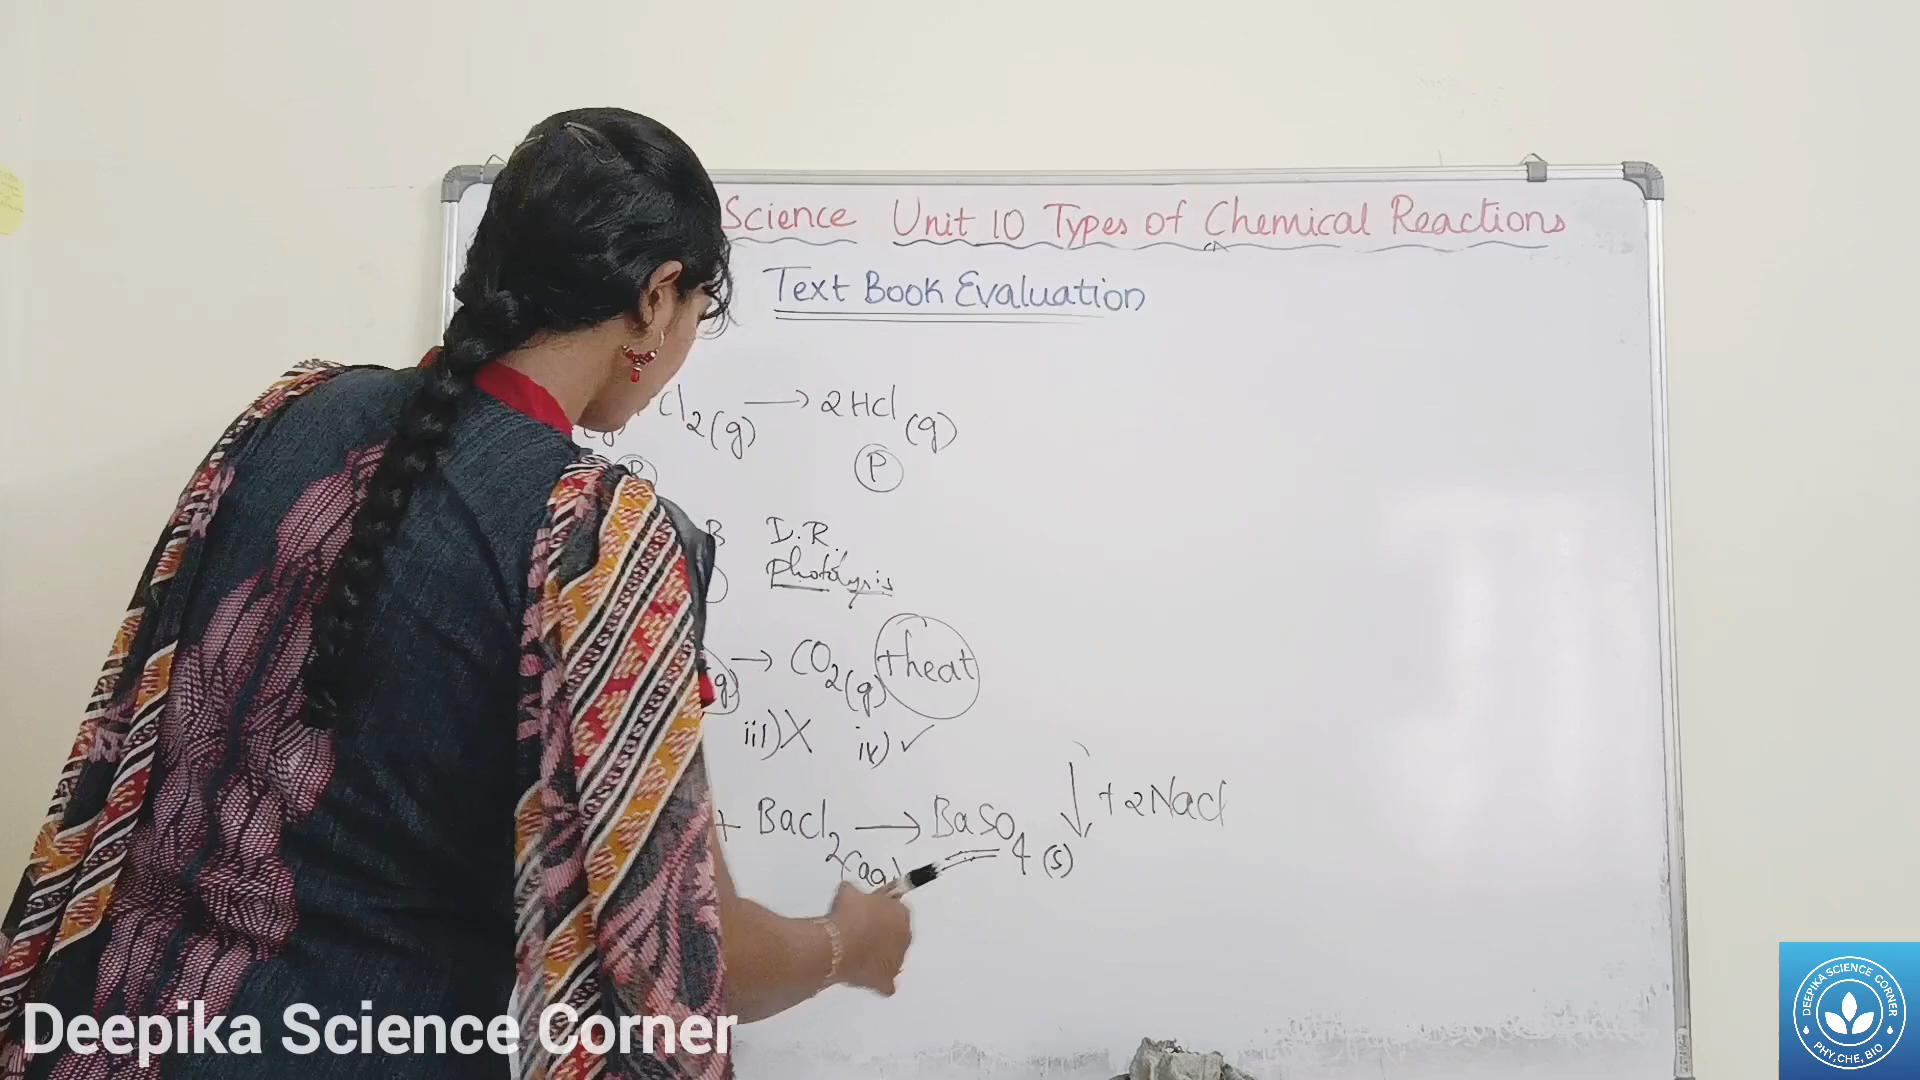 Science Unit 10 Types of Chemical Reactions
Text Book Evaluation
Cl2(g) → 2HCl(g)
P
B D.R.
Photolysis
(g) → CO2(g) + heat
iii) X iv) ✓
+ BaCl2(aq) → BaSO4(s) ↓ + 2NaCl
Deepika Science Corner
DEEPIKA SCIENCE CORNER
PHY, CHE, BIO